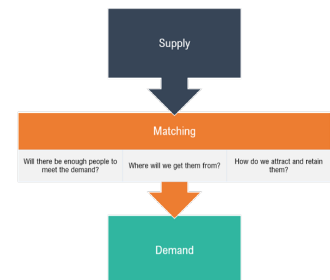 Supply
Matching
Will there be enough people to
meet the demand?
Where will we get them from?
How do we attract and retain
them?
Demand